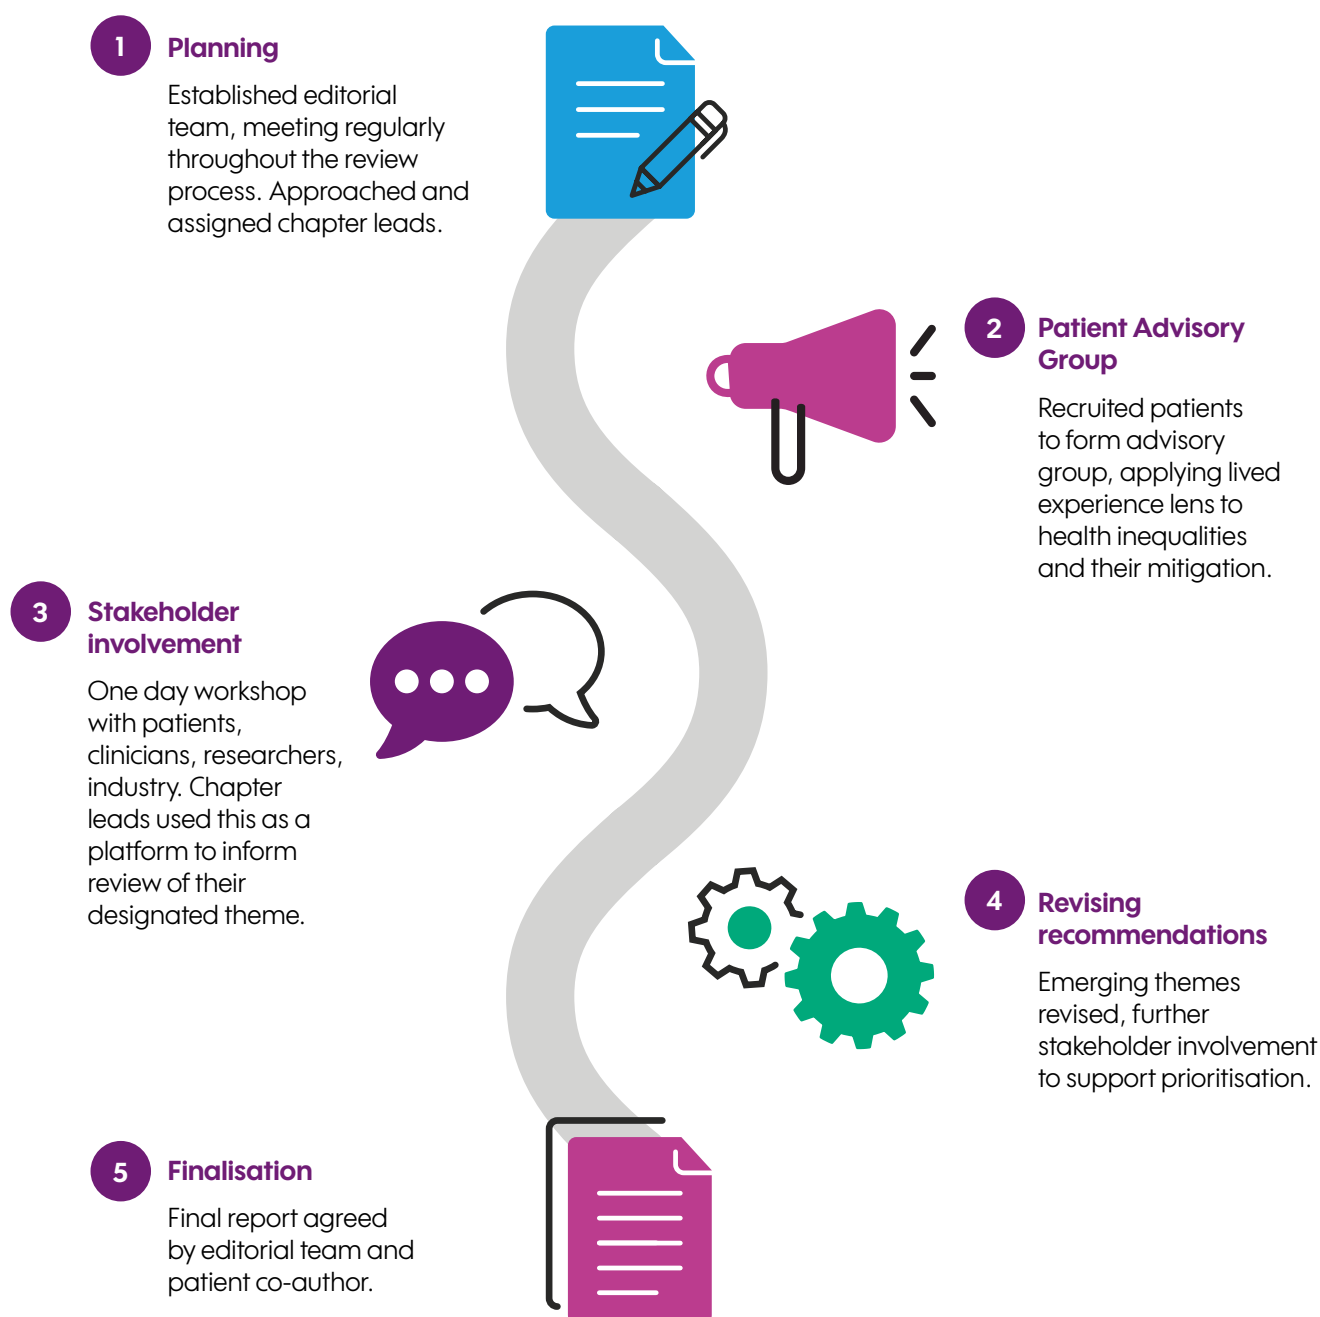 1
Planning
Established editorial
team, meeting regularly
throughout the review
process. Approached and
assigned chapter leads.
2
Patient Advisory
Group
Recruited patients
to form advisory
group, applying lived
experience lens to
health inequalities
and their mitigation.
3
Stakeholder
involvement
One day workshop
with patients,
clinicians, researchers,
industry. Chapter
leads used this as a
platform to inform
review of their
designated theme.
4
Revising
recommendations
Emerging themes
revised, further
stakeholder involvement
to support prioritisation.
5
Finalisation
Final report agreed
by editorial team and
patient co-author.